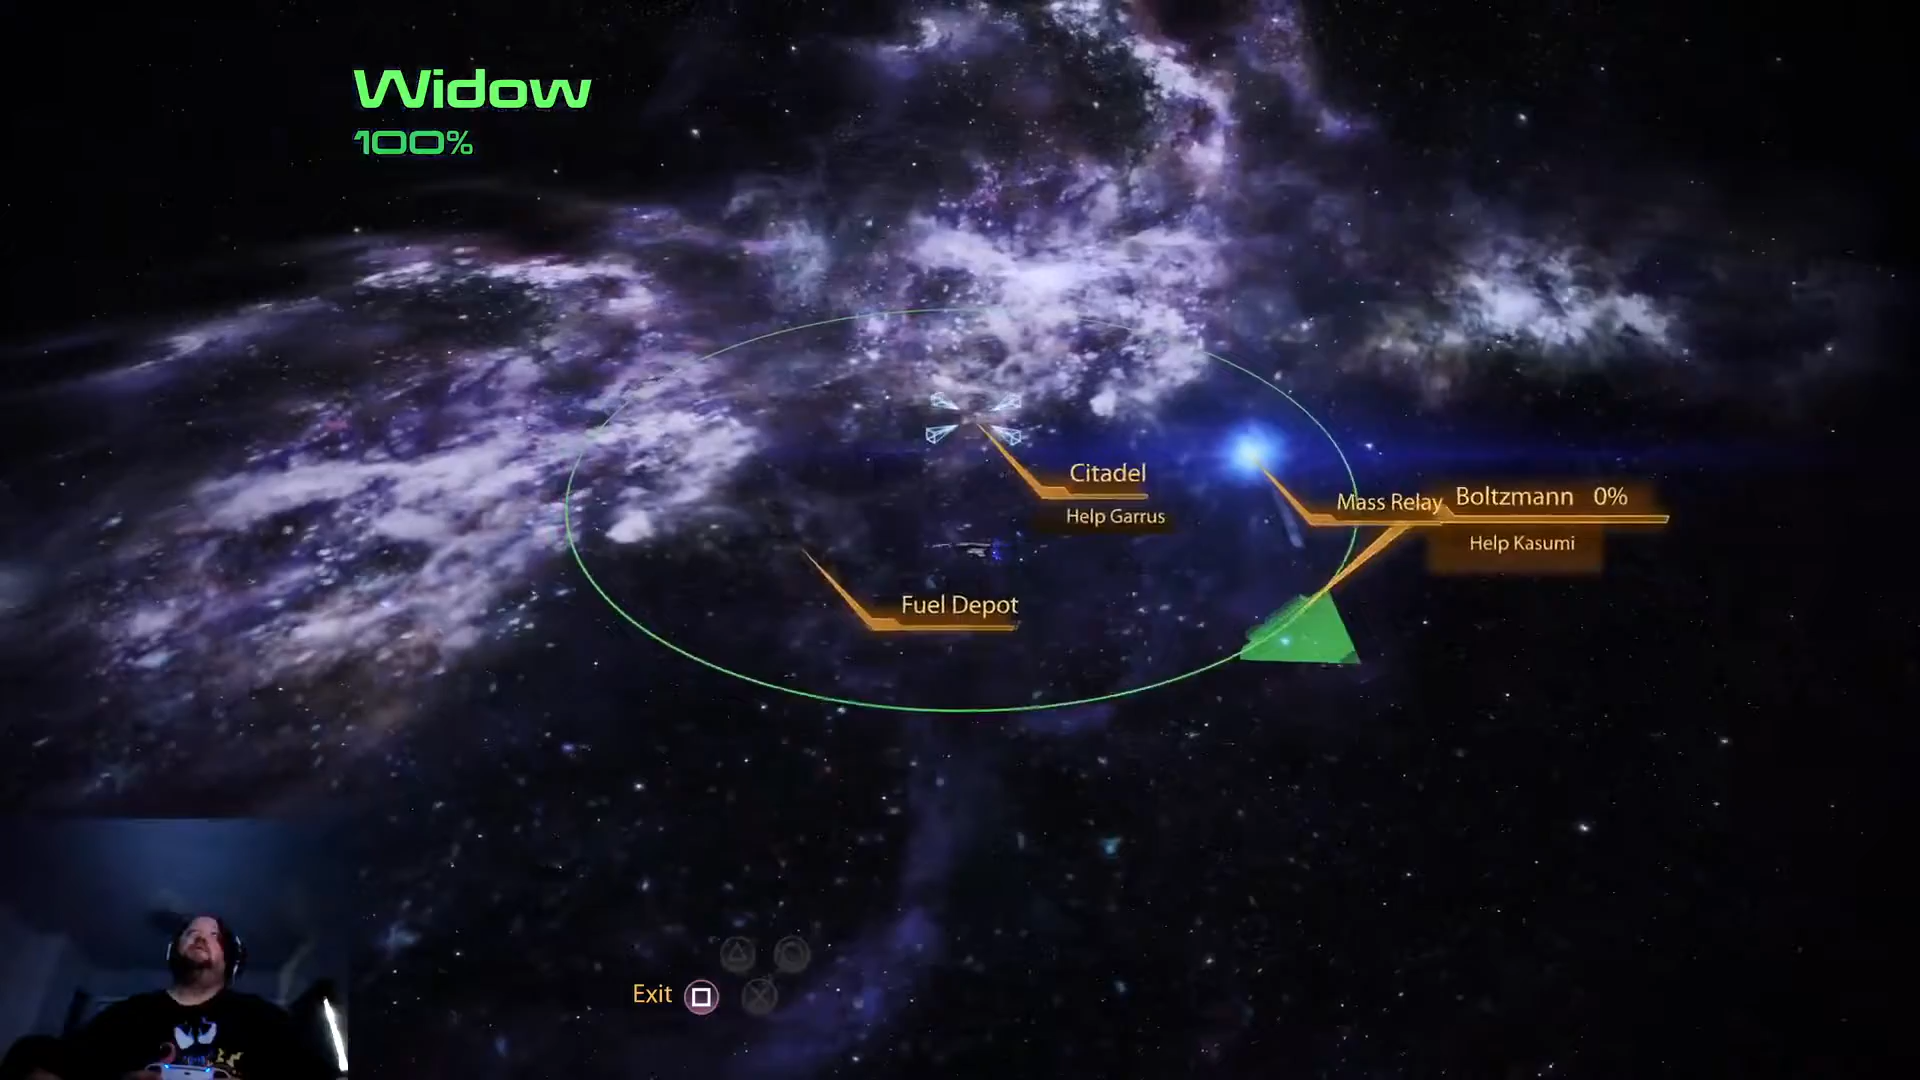 Widow
100%
Citadel
Help Garrus
Mass Relay
Boltzmann 0%
Help Kasumi
Fuel Depot
Exit